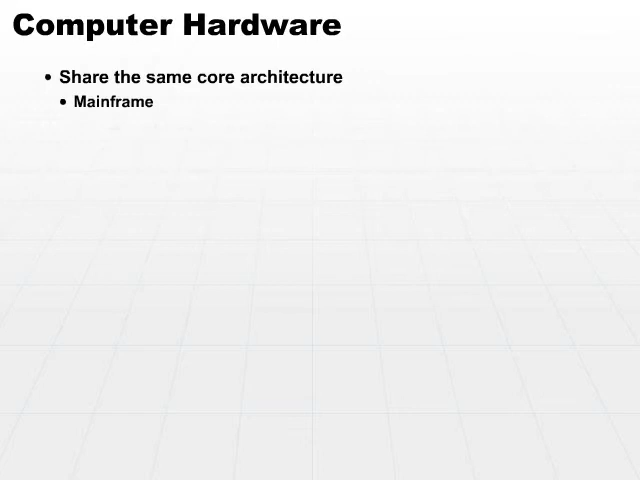 Computer Hardware
• Share the same core architecture
• Mainframe